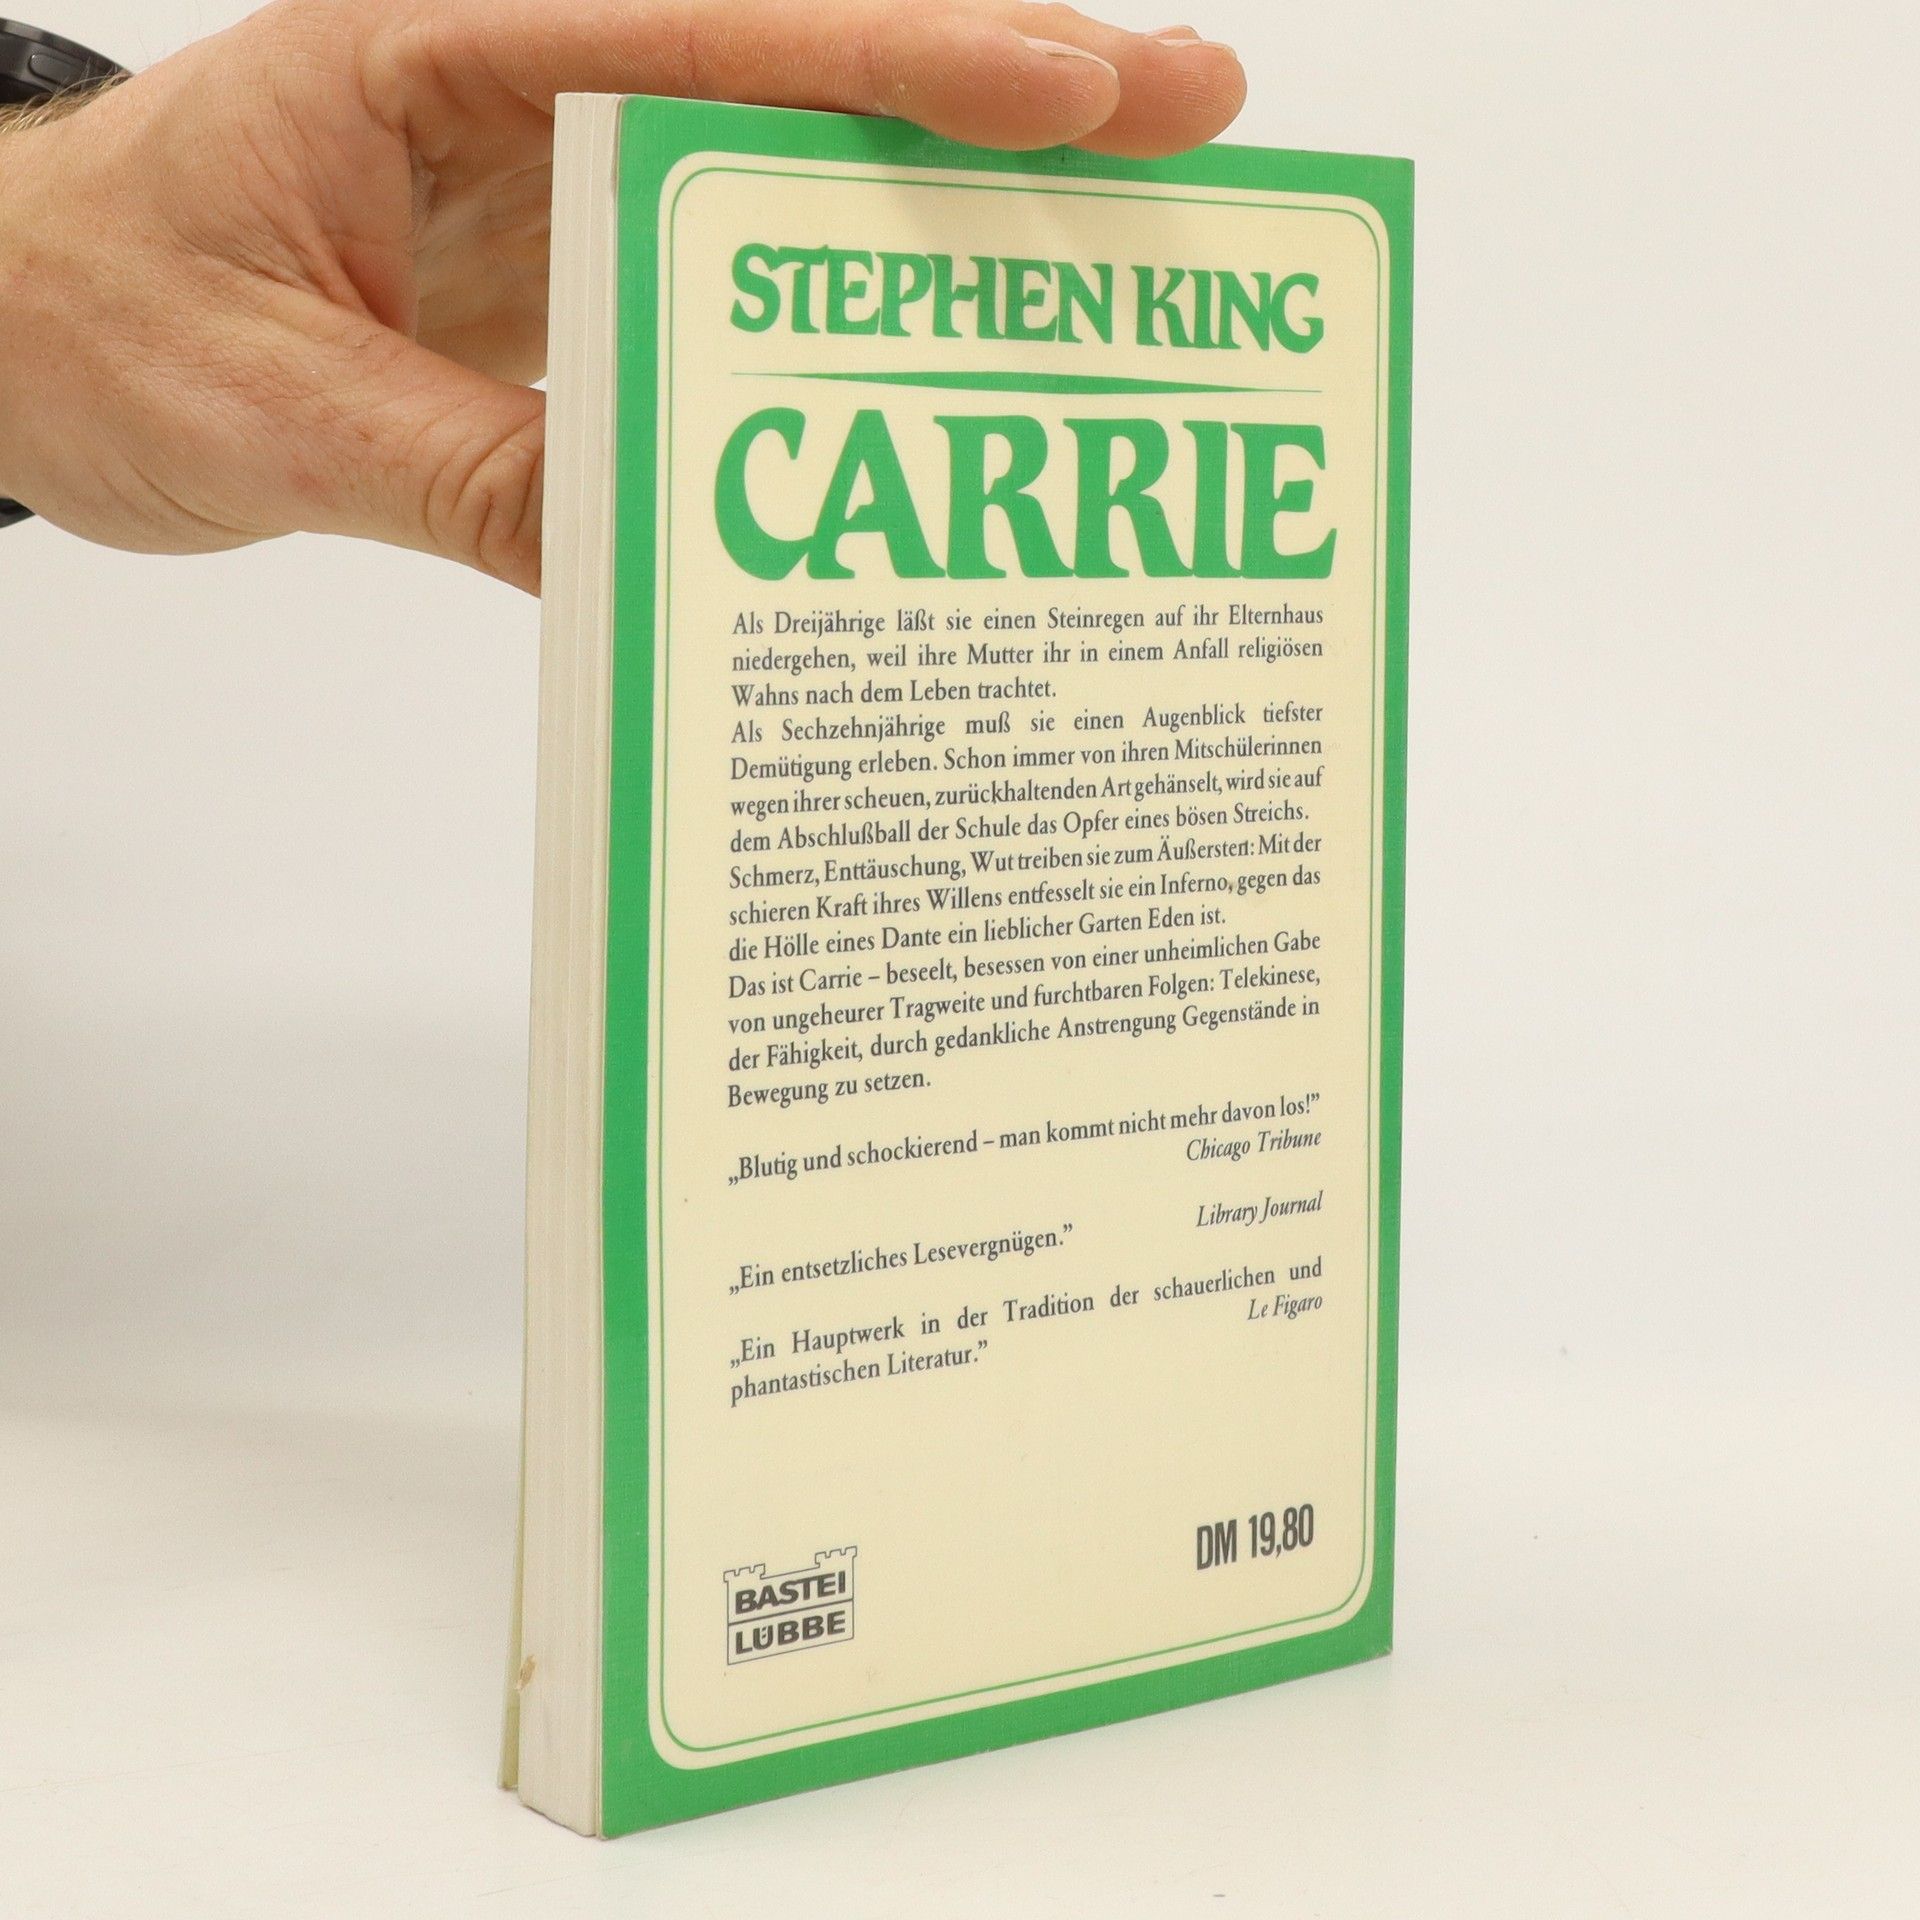 STEPHEN KING
CARRIE
Als Dreijährige läßt sie einen Steinregen auf ihr Elternhaus
niedergehen, weil ihre Mutter ihr in einem Anfall religiösen
Wahns nach dem Leben trachtet.
Als Sechzehnjährige muß sie einen Augenblick tiefster
Demütigung erleben. Schon immer von ihren Mitschülerinnen
wegen ihrer scheuen, zurückhaltenden Art gehänselt, wird sie auf
dem Abschlußball der Schule das Opfer eines bösen Streichs.
Schmerz, Enttäuschung, Wut treiben sie zum Äußersten: Mit der
schieren Kraft ihres Willens entfesselt sie ein Inferno, gegen das
die Hölle eines Dante ein lieblicher Garten Eden ist.
Das ist Carrie – beseelt, besessen von einer unheimlichen Gabe
von ungeheurer Tragweite und furchtbaren Folgen: Telekinese,
der Fähigkeit, durch gedankliche Anstrengung Gegenstände in
Bewegung zu setzen.
„Blutig und schockierend – man kommt nicht mehr davon los!”
Chicago Tribune
„Ein entsetzliches Lesevergnügen.”
Library Journal
„Ein Hauptwerk in der Tradition der schauerlichen und
phantastischen Literatur.”
Le Figaro
DM 19,80
BASTEI
LÜBBE